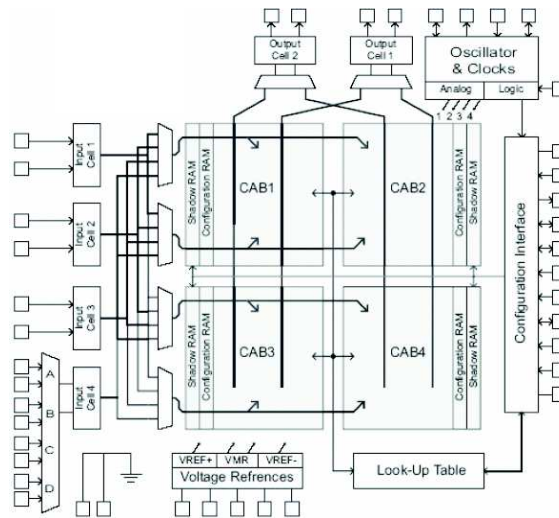 Output
Cell 2
Output
Cell 1
Oscillator
& Clocks
Analog
Logic
1 2 3 4
Input
Cell 1
Shadow RAM
Configuration RAM
CAB1
CAB2
Configuration RAM
Shadow RAM
Input
Cell 2
Configuration Interface
Input
Cell 3
Shadow RAM
Configuration RAM
CAB3
CAB4
Configuration RAM
Shadow RAM
A
B
C
D
Input
Cell 4
VREF+
VMR
VREF-
Voltage Refrences
Look-Up Table